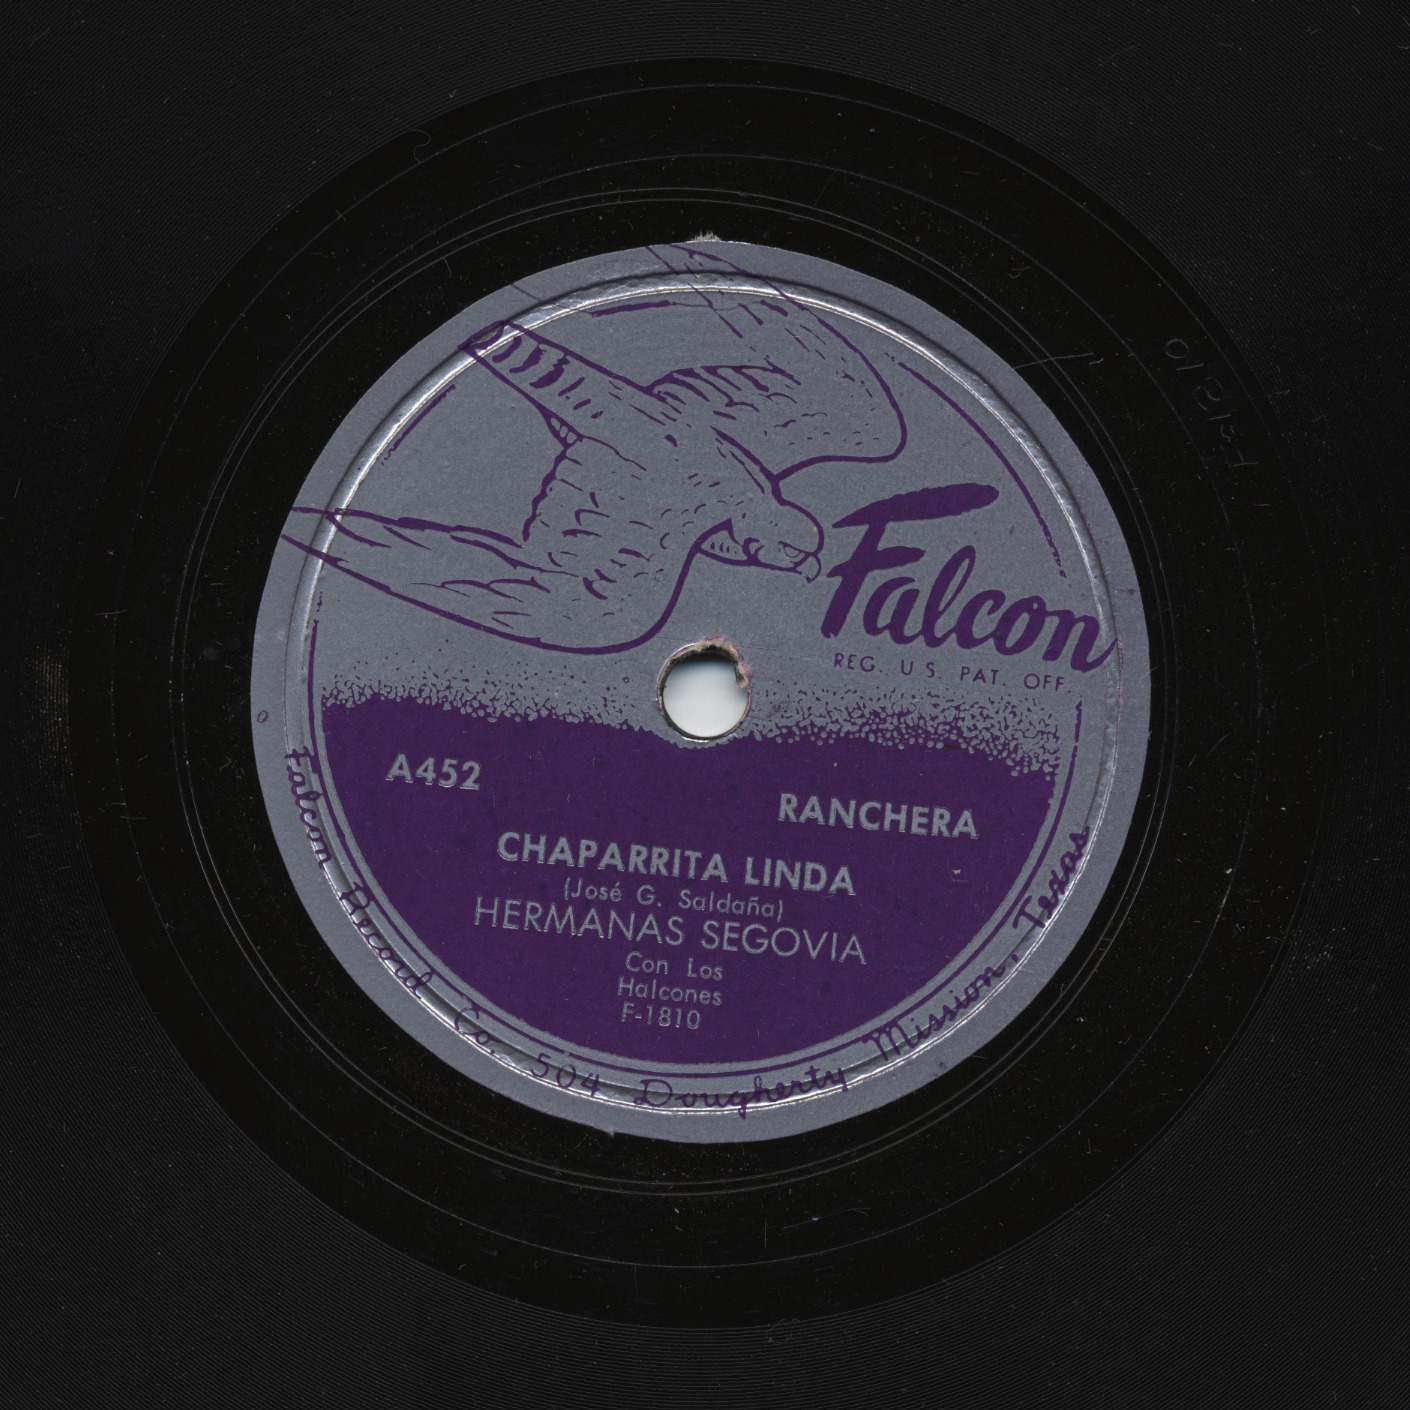 Falcon
REG. U.S. PAT. OFF.
A452
RANCHERA
CHAPARRITA LINDA
(José G. Saldaña)
HERMANAS SEGOVIA
Con Los
Halcones
F-1810
Falcon Record Co. 504 Dougherty Mission, Texas
F-1810